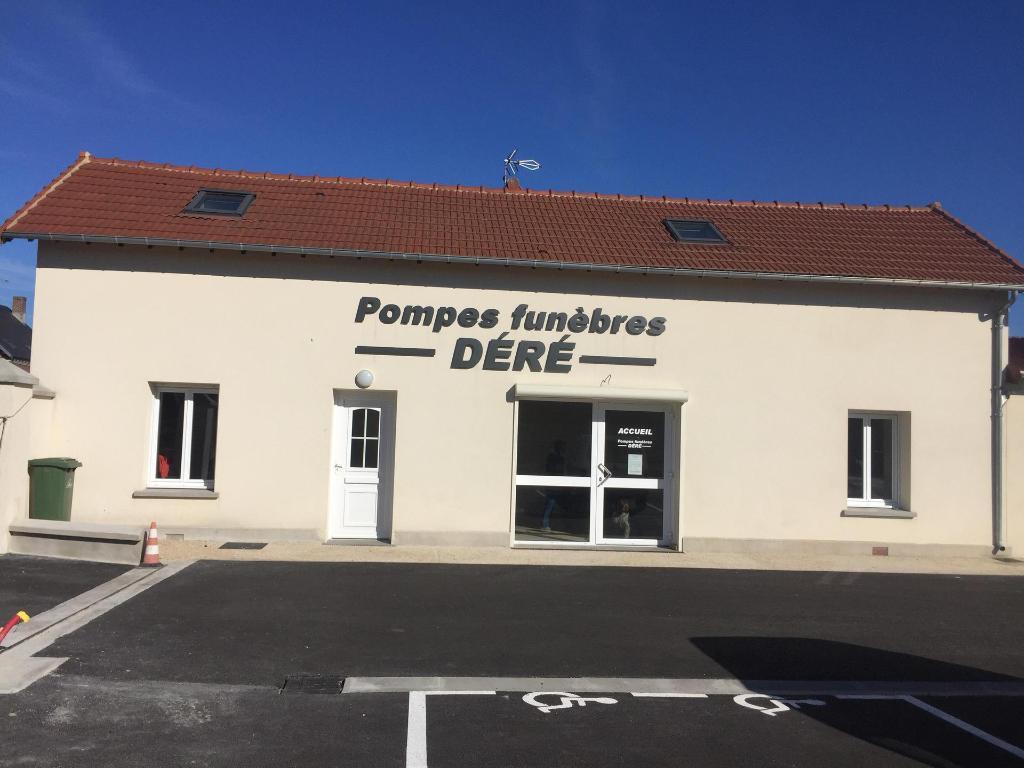 Pompes funèbres
DÉRÉ
ACCUEIL
Pompes funèbres
DÉRÉ